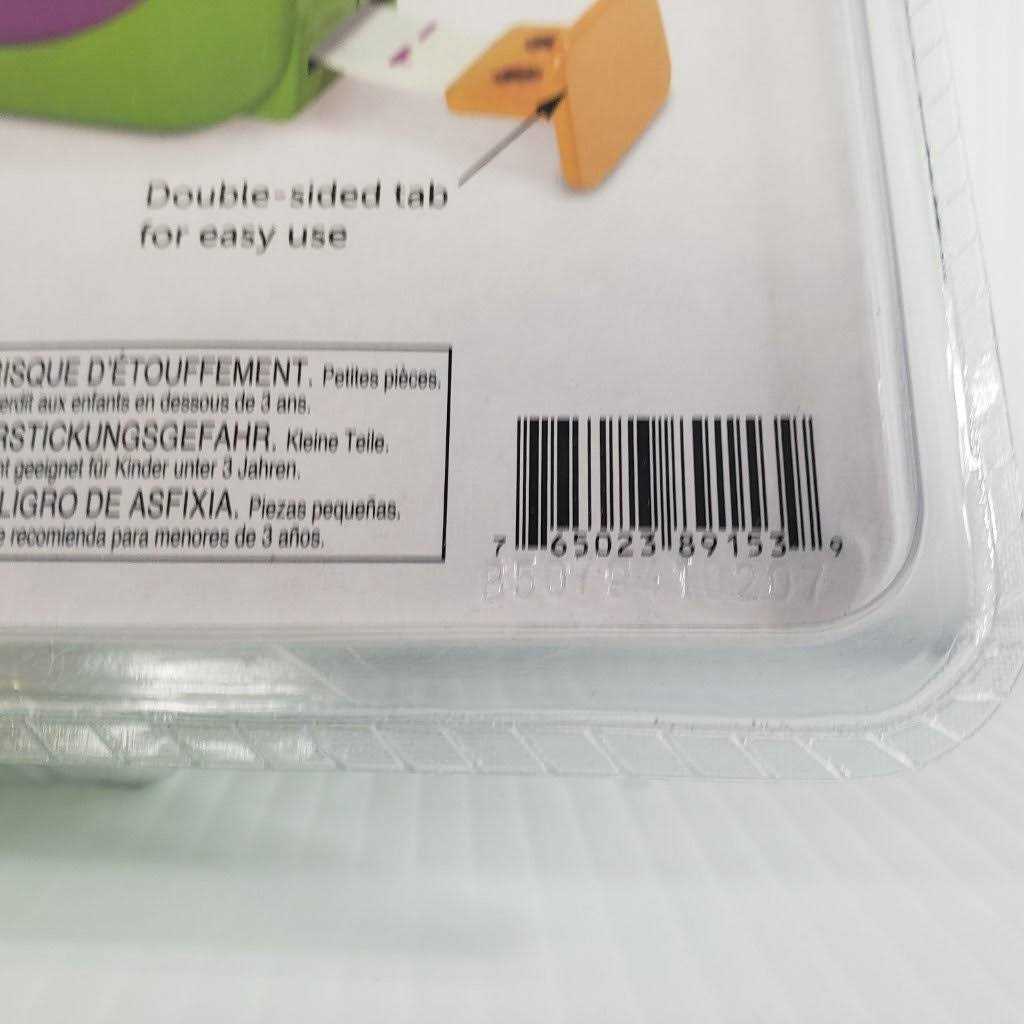 Double-sided tab
for easy use
RISQUE D'ÉTOUFFEMENT. Petites pièces.
aux enfants en dessous de 3 ans.
RSTICKUNGSGEFAHR. Kleine Teile.
geeignet für Kinder unter 3 Jahren.
LIGRO DE ASFIXIA. Piezas pequeñas.
e recomienda para menores de 3 años.
7 65023 89153 9